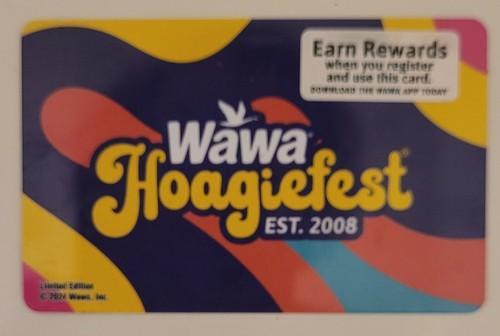 Earn Rewards
when you register
and use this card.
DOWNLOAD THE WAWA APP TODAY
Wawa®
Hoagiefest®
EST. 2008
Limited Edition
© 2024 Wawa, Inc.